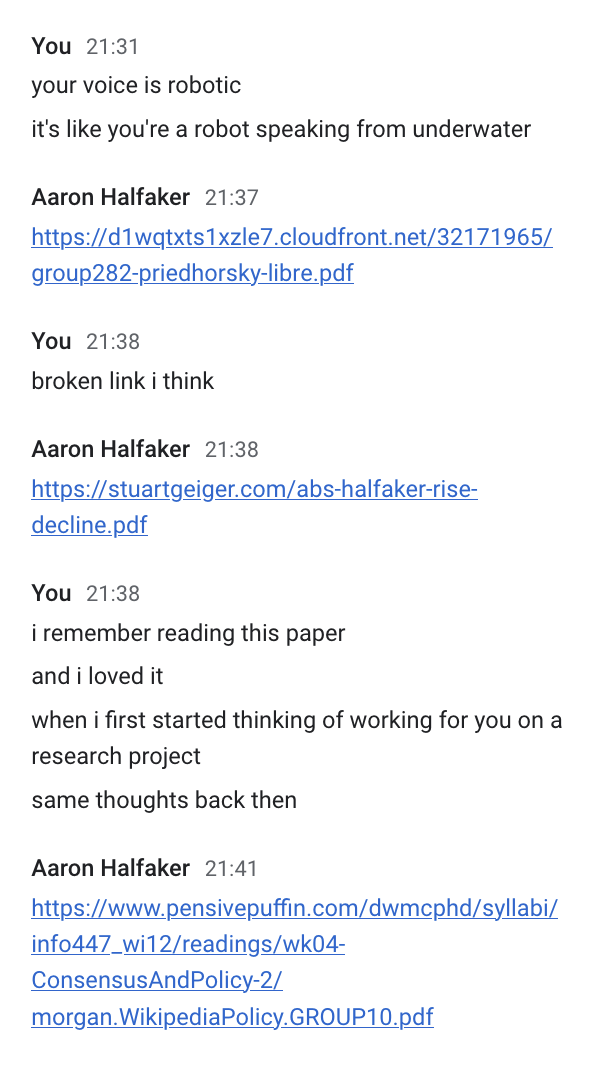 You 21:31
your voice is robotic
it's like you're a robot speaking from underwater
Aaron Halfaker 21:37
https://d1wqtxts1xzle7.cloudfront.net/32171965/
group282-priedhorsky-libre.pdf
You 21:38
broken link i think
Aaron Halfaker 21:38
https://stuartgeiger.com/abs-halfaker-rise-
decline.pdf
You 21:38
i remember reading this paper
and i loved it
when i first started thinking of working for you on a
research project
same thoughts back then
Aaron Halfaker 21:41
https://www.pensivepuffin.com/dwmcphd/syllabi/
info447_wi12/readings/wk04-
ConsensusAndPolicy-2/
morgan.WikipediaPolicy.GROUP10.pdf